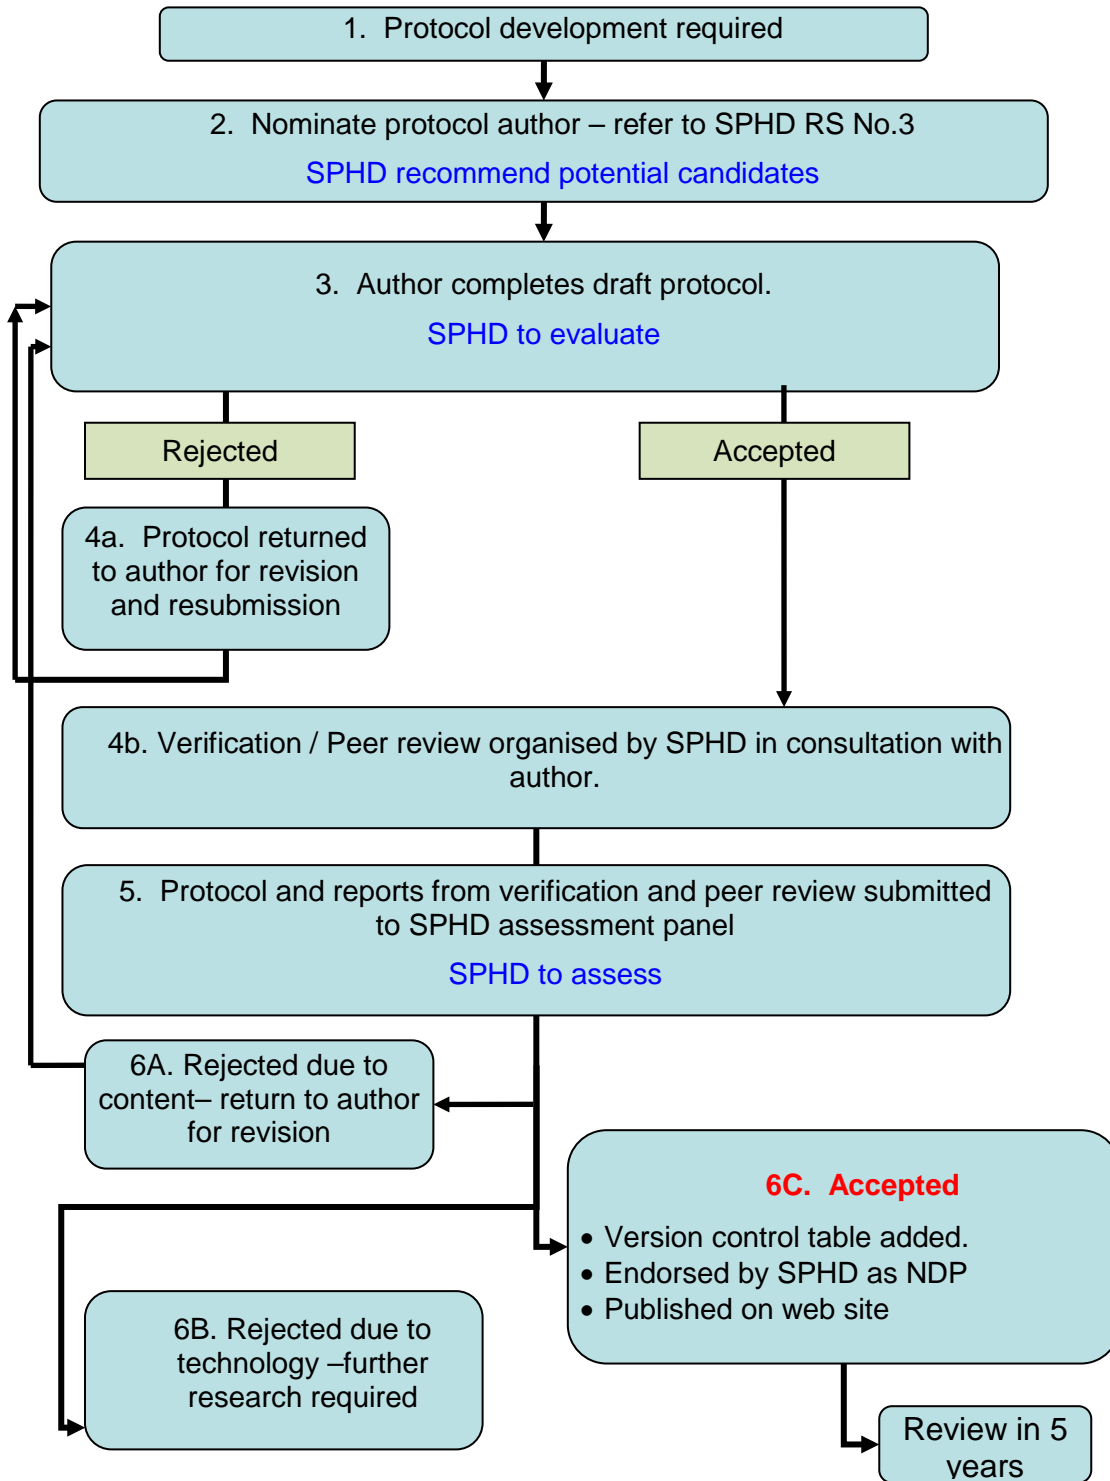 1. Protocol development required
2. Nominate protocol author – refer to SPHD RS No.3
SPHD recommend potential candidates
3. Author completes draft protocol.
SPHD to evaluate
Rejected
Accepted
4a. Protocol returned
to author for revision
and resubmission
4b. Verification / Peer review organised by SPHD in consultation with
author.
5. Protocol and reports from verification and peer review submitted
to SPHD assessment panel
SPHD to assess
6A. Rejected due to
content– return to author
for revision
6C. Accepted
• Version control table added.
• Endorsed by SPHD as NDP
• Published on web site
6B. Rejected due to
technology –further
research required
Review in 5
years